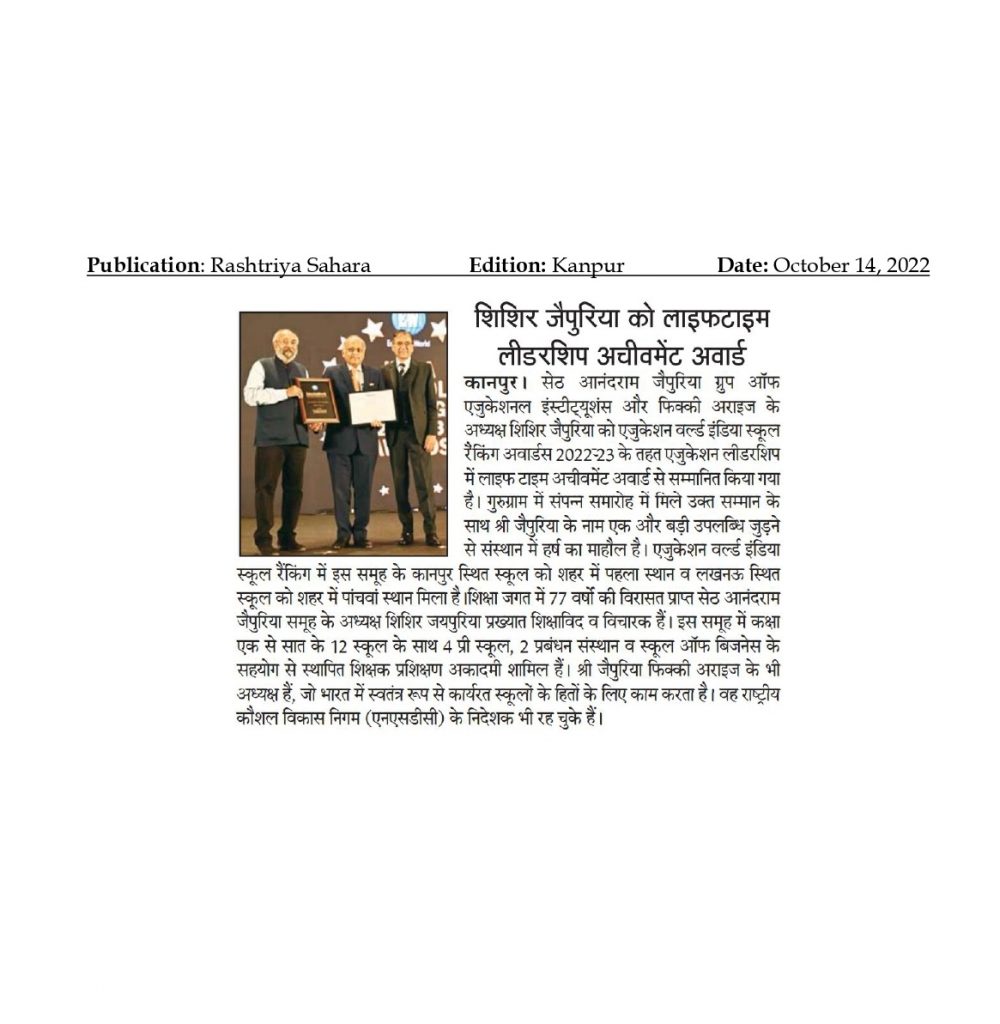 Publication: Rashtriya Sahara Edition: Kanpur Date: October 14, 2022
शिशिर जैपुरिया को लाइफटाइम
लीडरशिप अचीवमेंट अवार्ड
कानपुर। सेठ आनंदराम जैपुरिया ग्रुप ऑफ
एजुकेशनल इंस्टीट्यूशंस और फिक्की अराइज के
अध्यक्ष शिशिर जैपुरिया को एजुकेशन वर्ल्ड इंडिया स्कूल
रैंकिंग अवार्डस 2022-23 के तहत एजुकेशन लीडरशिप
में लाइफ टाइम अचीवमेंट अवार्ड से सम्मानित किया गया
है। गुरुग्राम में संपन्न समारोह में मिले उक्त सम्मान के
साथ श्री जैपुरिया के नाम एक और बड़ी उपलब्धि जुड़ने
से संस्थान में हर्ष का माहौल है। एजुकेशन वर्ल्ड इंडिया
स्कूल रैंकिंग में इस समूह के कानपुर स्थित स्कूल को शहर में पहला स्थान व लखनऊ स्थित
स्कूल को शहर में पांचवां स्थान मिला है।शिक्षा जगत में 77 वर्षो की विरासत प्राप्त सेठ आनंदराम
जैपुरिया समूह के अध्यक्ष शिशिर जयपुरिया प्रख्यात शिक्षाविद व विचारक हैं। इस समूह में कक्षा
एक से सात के 12 स्कूल के साथ 4 प्री स्कूल, 2 प्रबंधन संस्थान व स्कूल ऑफ बिजनेस के
सहयोग से स्थापित शिक्षक प्रशिक्षण अकादमी शामिल हैं। श्री जैपुरिया फिक्की अराइज के भी
अध्यक्ष हैं, जो भारत में स्वतंत्र रूप से कार्यरत स्कूलों के हितों के लिए काम करता है। वह राष्ट्रीय
कौशल विकास निगम (एनएसडीसी) के निदेशक भी रह चुके हैं।